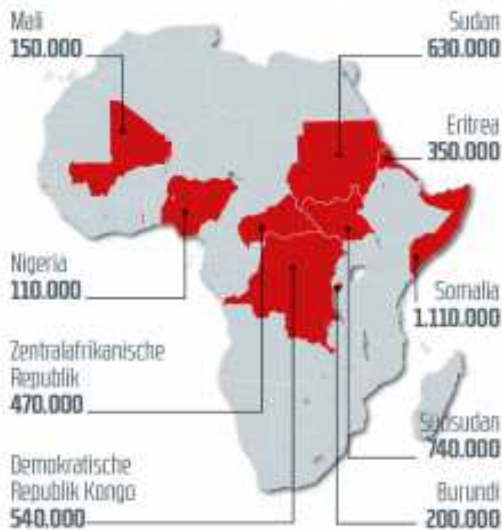 Mali
150.000
Sudan
630.000
Eritrea
350.000
Nigeria
110.000
Somalia
1.110.000
Zentralafrikanische
Republik
470.000
Südsudan
740.000
Demokratische
Republik Kongo
540.000
Burundi
200.000